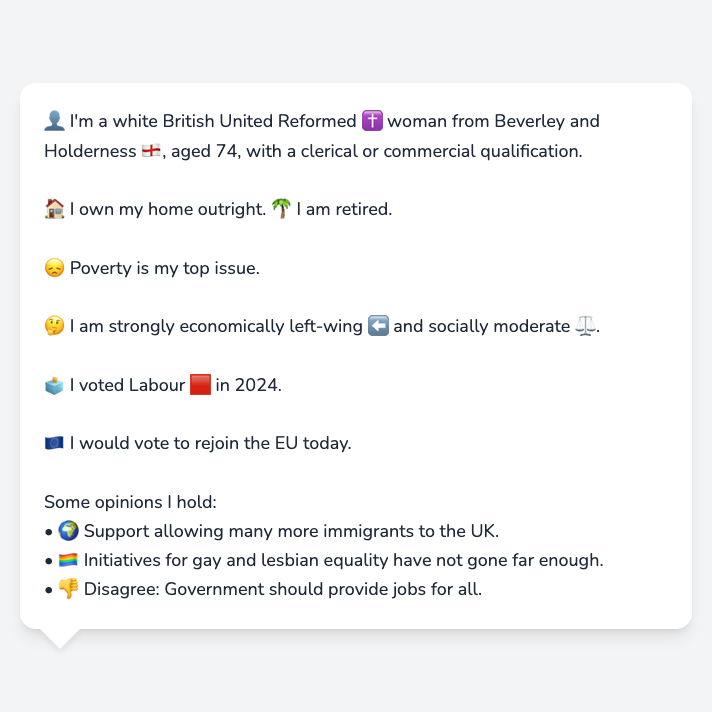 👤 I'm a white British United Reformed ✝️ woman from Beverley and
Holderness 🏴󠁧󠁢󠁥󠁮󠁧󠁿, aged 74, with a clerical or commercial qualification.
🏠 I own my home outright. 🌴 I am retired.
😞 Poverty is my top issue.
🤔 I am strongly economically left-wing ⬅️ and socially moderate ⚖️.
🗳️ I voted Labour 🟥 in 2024.
🇪🇺 I would vote to rejoin the EU today.
Some opinions I hold:
• 🌍 Support allowing many more immigrants to the UK.
• 🏳️‍🌈 Initiatives for gay and lesbian equality have not gone far enough.
• 👎 Disagree: Government should provide jobs for all.